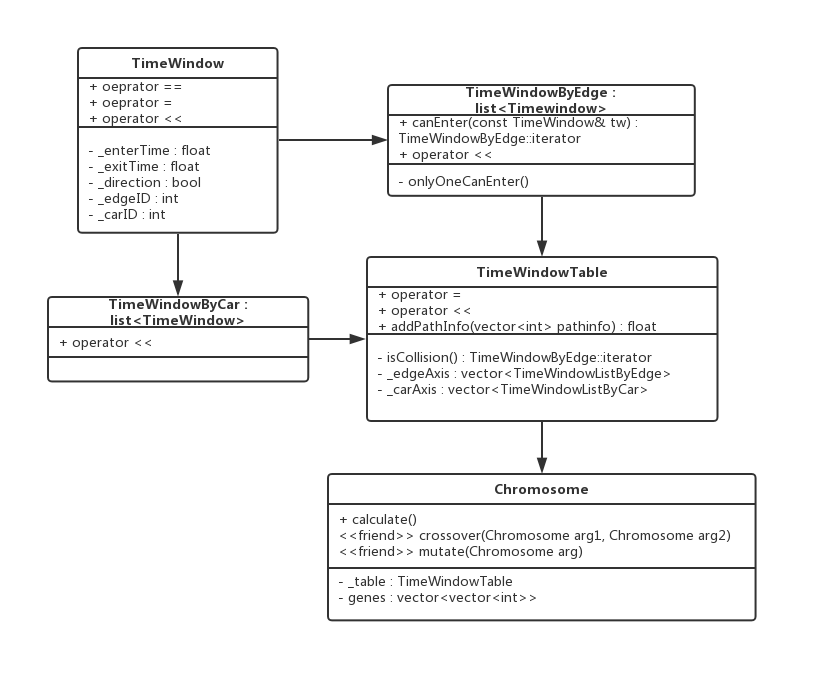 TimeWindow
+ oeprator ==
+ oeprator =
+ operator <<
- _enterTime : float
- _exitTime : float
- _direction : bool
- _edgeID : int
- _carID : int
TimeWindowByEdge :
list<Timewindow>
+ canEnter(const TimeWindow& tw) :
TimeWindowByEdge::iterator
+ operator <<
- onlyOneCanEnter()
TimeWindowByCar :
list<TimeWindow>
+ operator <<
TimeWindowTable
+ operator =
+ operator <<
+ addPathInfo(vector<int> pathinfo) : float
- isCollision() : TimeWindowByEdge::iterator
- _edgeAxis : vector<TimeWindowListByEdge>
- _carAxis : vector<TimeWindowListByCar>
Chromosome
+ calculate()
<<friend>> crossover(Chromosome arg1, Chromosome arg2)
<<friend>> mutate(Chromosome arg)
- _table : TimeWindowTable
- genes : vector<vector<int>>